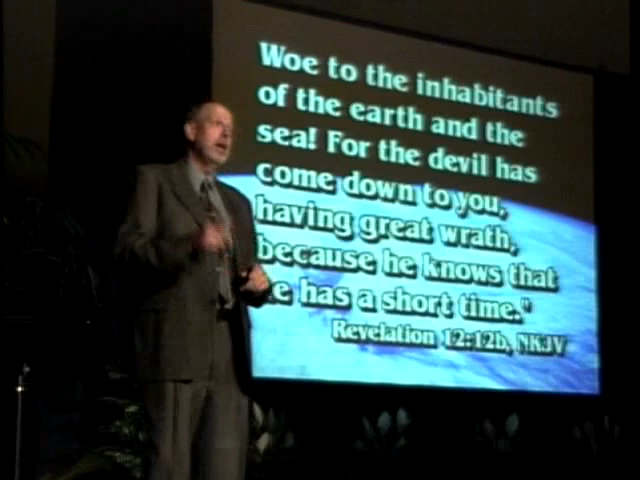 Woe to the inhabitants
of the earth and the
sea! For the devil has
come down to you,
having great wrath,
because he knows that
he has a short time."
Revelation 12:12b, NKJV